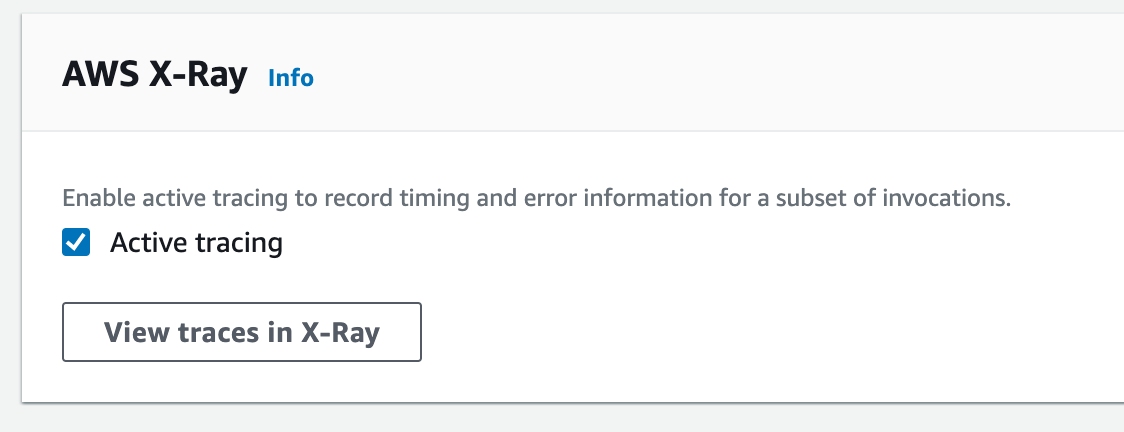 AWS X-Ray Info
Enable active tracing to record timing and error information for a subset of invocations.
Active tracing
View traces in X-Ray